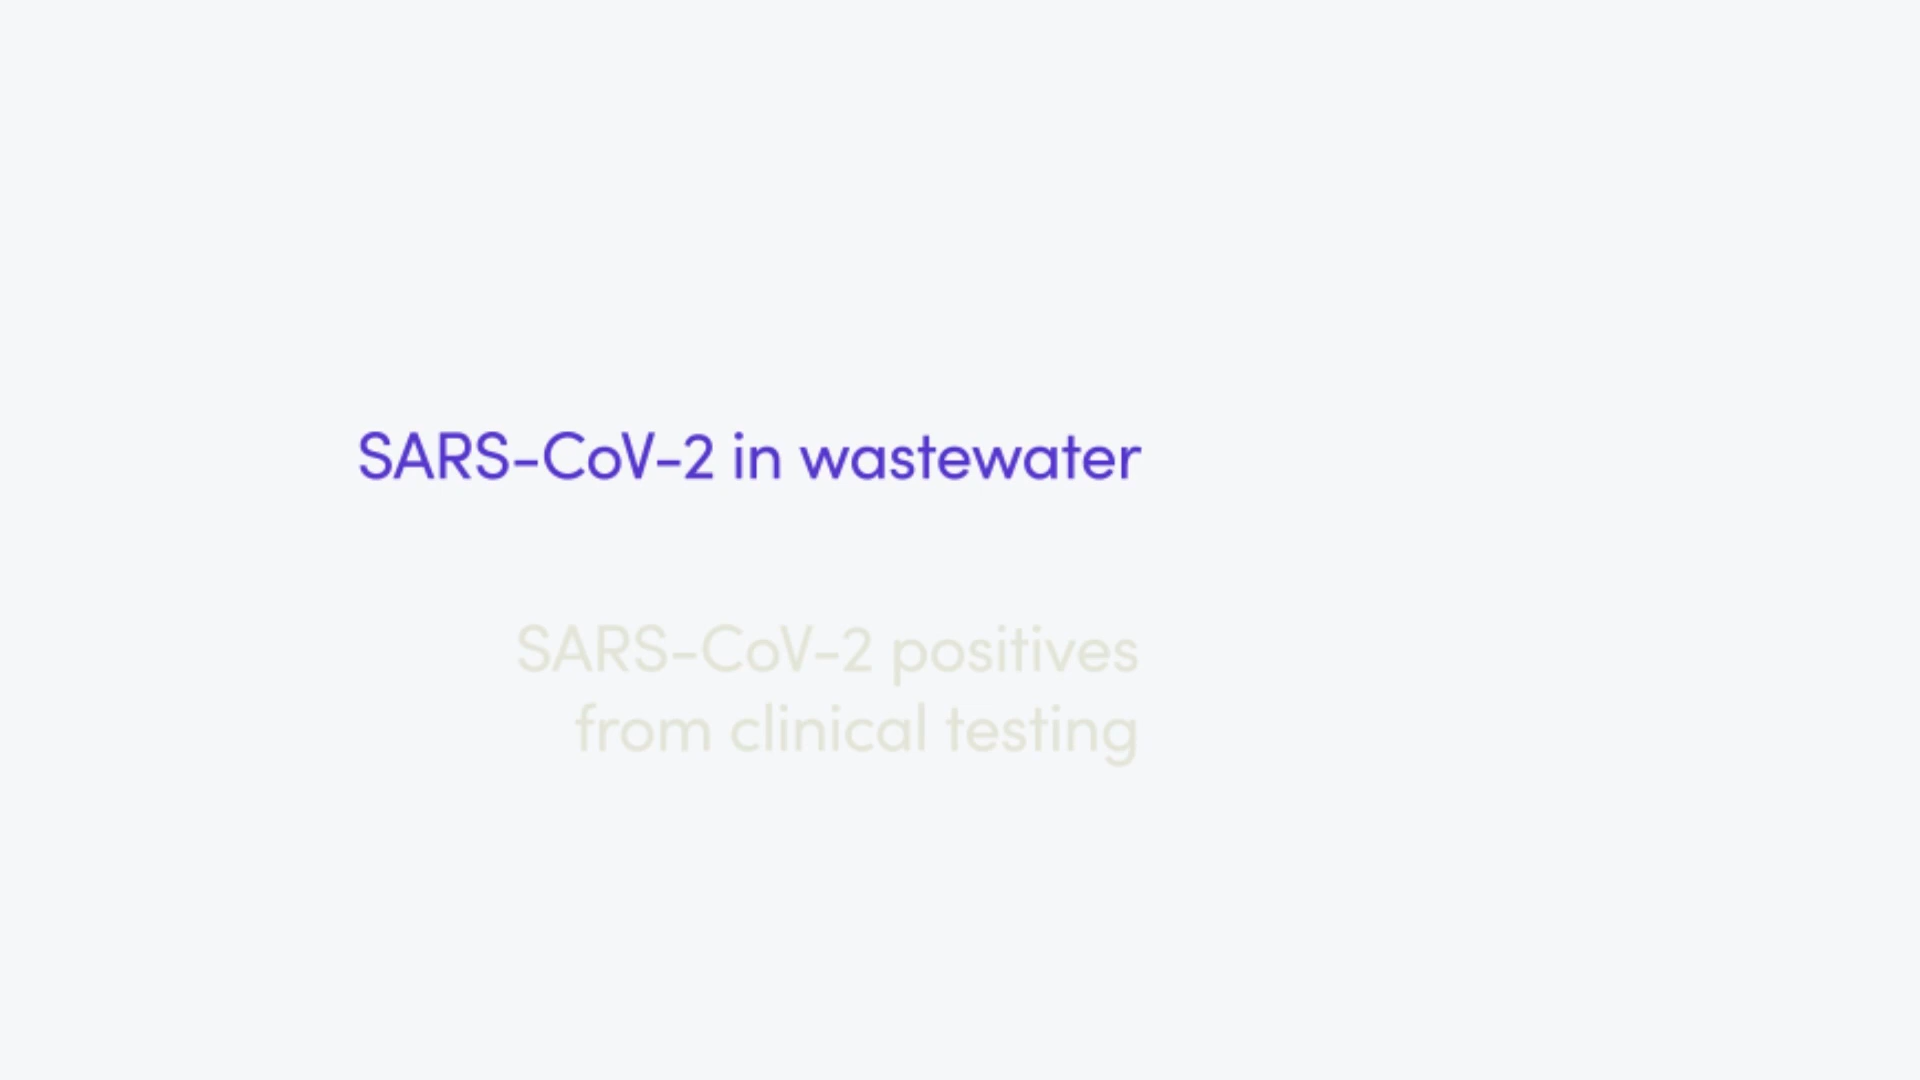 SARS-CoV-2 in wastewater
SARS-CoV-2 positives
from clinical testing